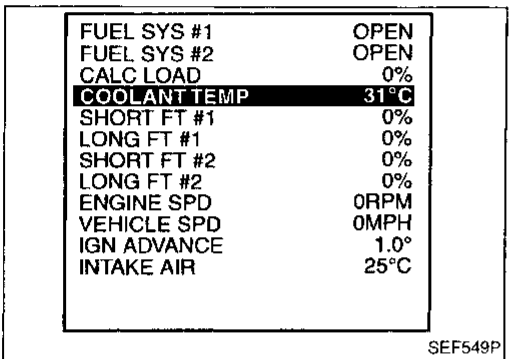 FUEL SYS #1 OPEN
FUEL SYS #2 OPEN
CALC LOAD 0%
COOLANT TEMP 31°C
SHORT FT #1 0%
LONG FT #1 0%
SHORT FT #2 0%
LONG FT #2 0%
ENGINE SPD 0RPM
VEHICLE SPD 0MPH
IGN ADVANCE 1.0°
INTAKE AIR 25°C
SEF549P